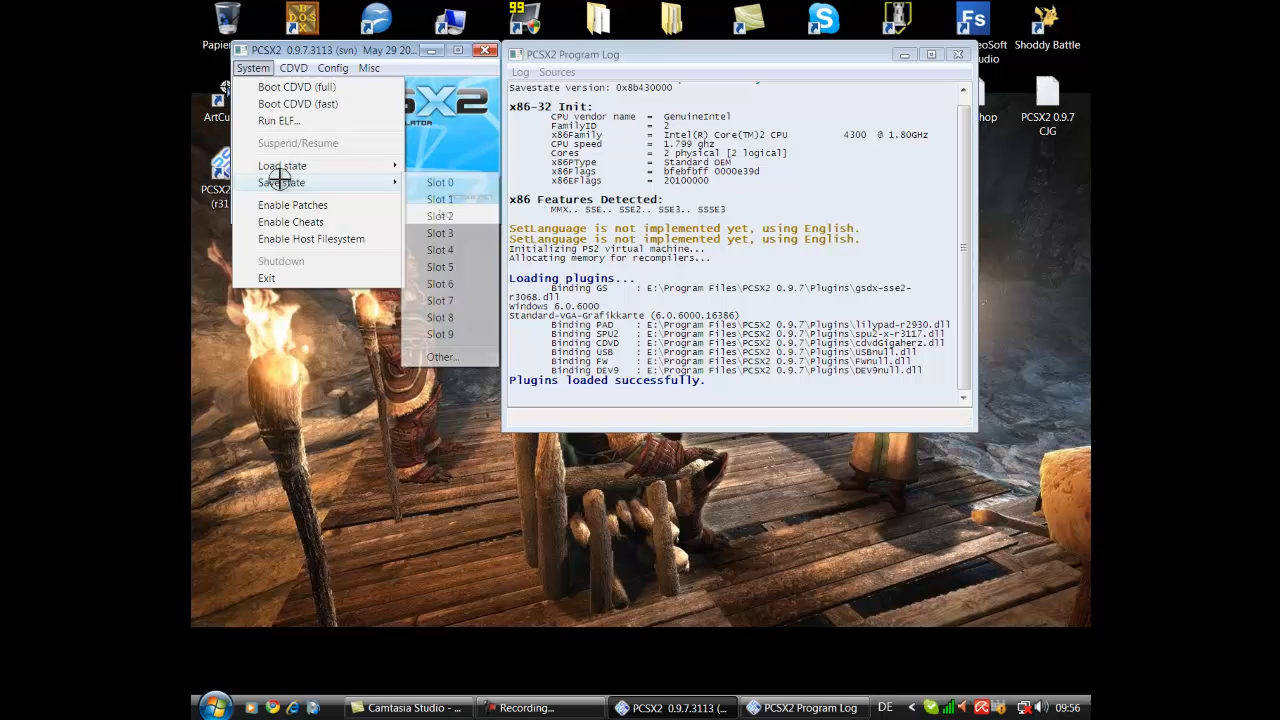 99
Papier
eoSoft
udio
Shoddy Battle
ArtCu
hop
PCSX2 0.9.7
CJG
PCSX2
(r31
PCSX2 0.9.7.3113 (svn) May 29 20...
System CDVD Config Misc
Boot CDVD (full)
Boot CDVD (fast)
Run ELF...
Suspend/Resume
Load state
Save state
Enable Patches
Enable Cheats
Enable Host Filesystem
Shutdown
Exit
Slot 0
Slot 1
Slot 2
Slot 3
Slot 4
Slot 5
Slot 6
Slot 7
Slot 8
Slot 9
Other...
SX2
LATOR
PCSX2 Program Log
Log Sources
Savestate version: 0x8b430000
x86-32 Init:
CPU vendor name = GenuineIntel
FamilyID = 2
x86Family = Intel(R) Core(TM)2 CPU 4300 @ 1.80GHz
CPU speed = 1.799 ghz
Cores = 2 physical [2 logical]
x86PType = Standard OEM
x86Flags = bfebfbff 0000e39d
x86EFlags = 20100000
x86 Features Detected:
MMX.. SSE.. SSE2.. SSE3.. SSSE3
SetLanguage is not implemented yet, using English.
SetLanguage is not implemented yet, using English.
Initializing PS2 virtual machine...
Allocating memory for recompilers...
Loading plugins...
Binding GS : E:\Program Files\PCSX2 0.9.7\Plugins\gsdx-sse2-
r3068.dll
Windows 6.0.6000
Standard-VGA-Grafikkarte (6.0.6000.16386)
Binding PAD : E:\Program Files\PCSX2 0.9.7\Plugins\lilypad-r2930.dll
Binding SPU2 : E:\Program Files\PCSX2 0.9.7\Plugins\spu2-x-r3117.dll
Binding CDVD : E:\Program Files\PCSX2 0.9.7\Plugins\cdvdGigaherz.dll
Binding USB : E:\Program Files\PCSX2 0.9.7\Plugins\USBnull.dll
Binding FW : E:\Program Files\PCSX2 0.9.7\Plugins\FWnull.dll
Binding DEV9 : E:\Program Files\PCSX2 0.9.7\Plugins\DEV9null.dll
Plugins loaded successfully.
Camtasia Studio - ...
Recording...
PCSX2 0.9.7.3113 (...
PCSX2 Program Log
DE
09:56